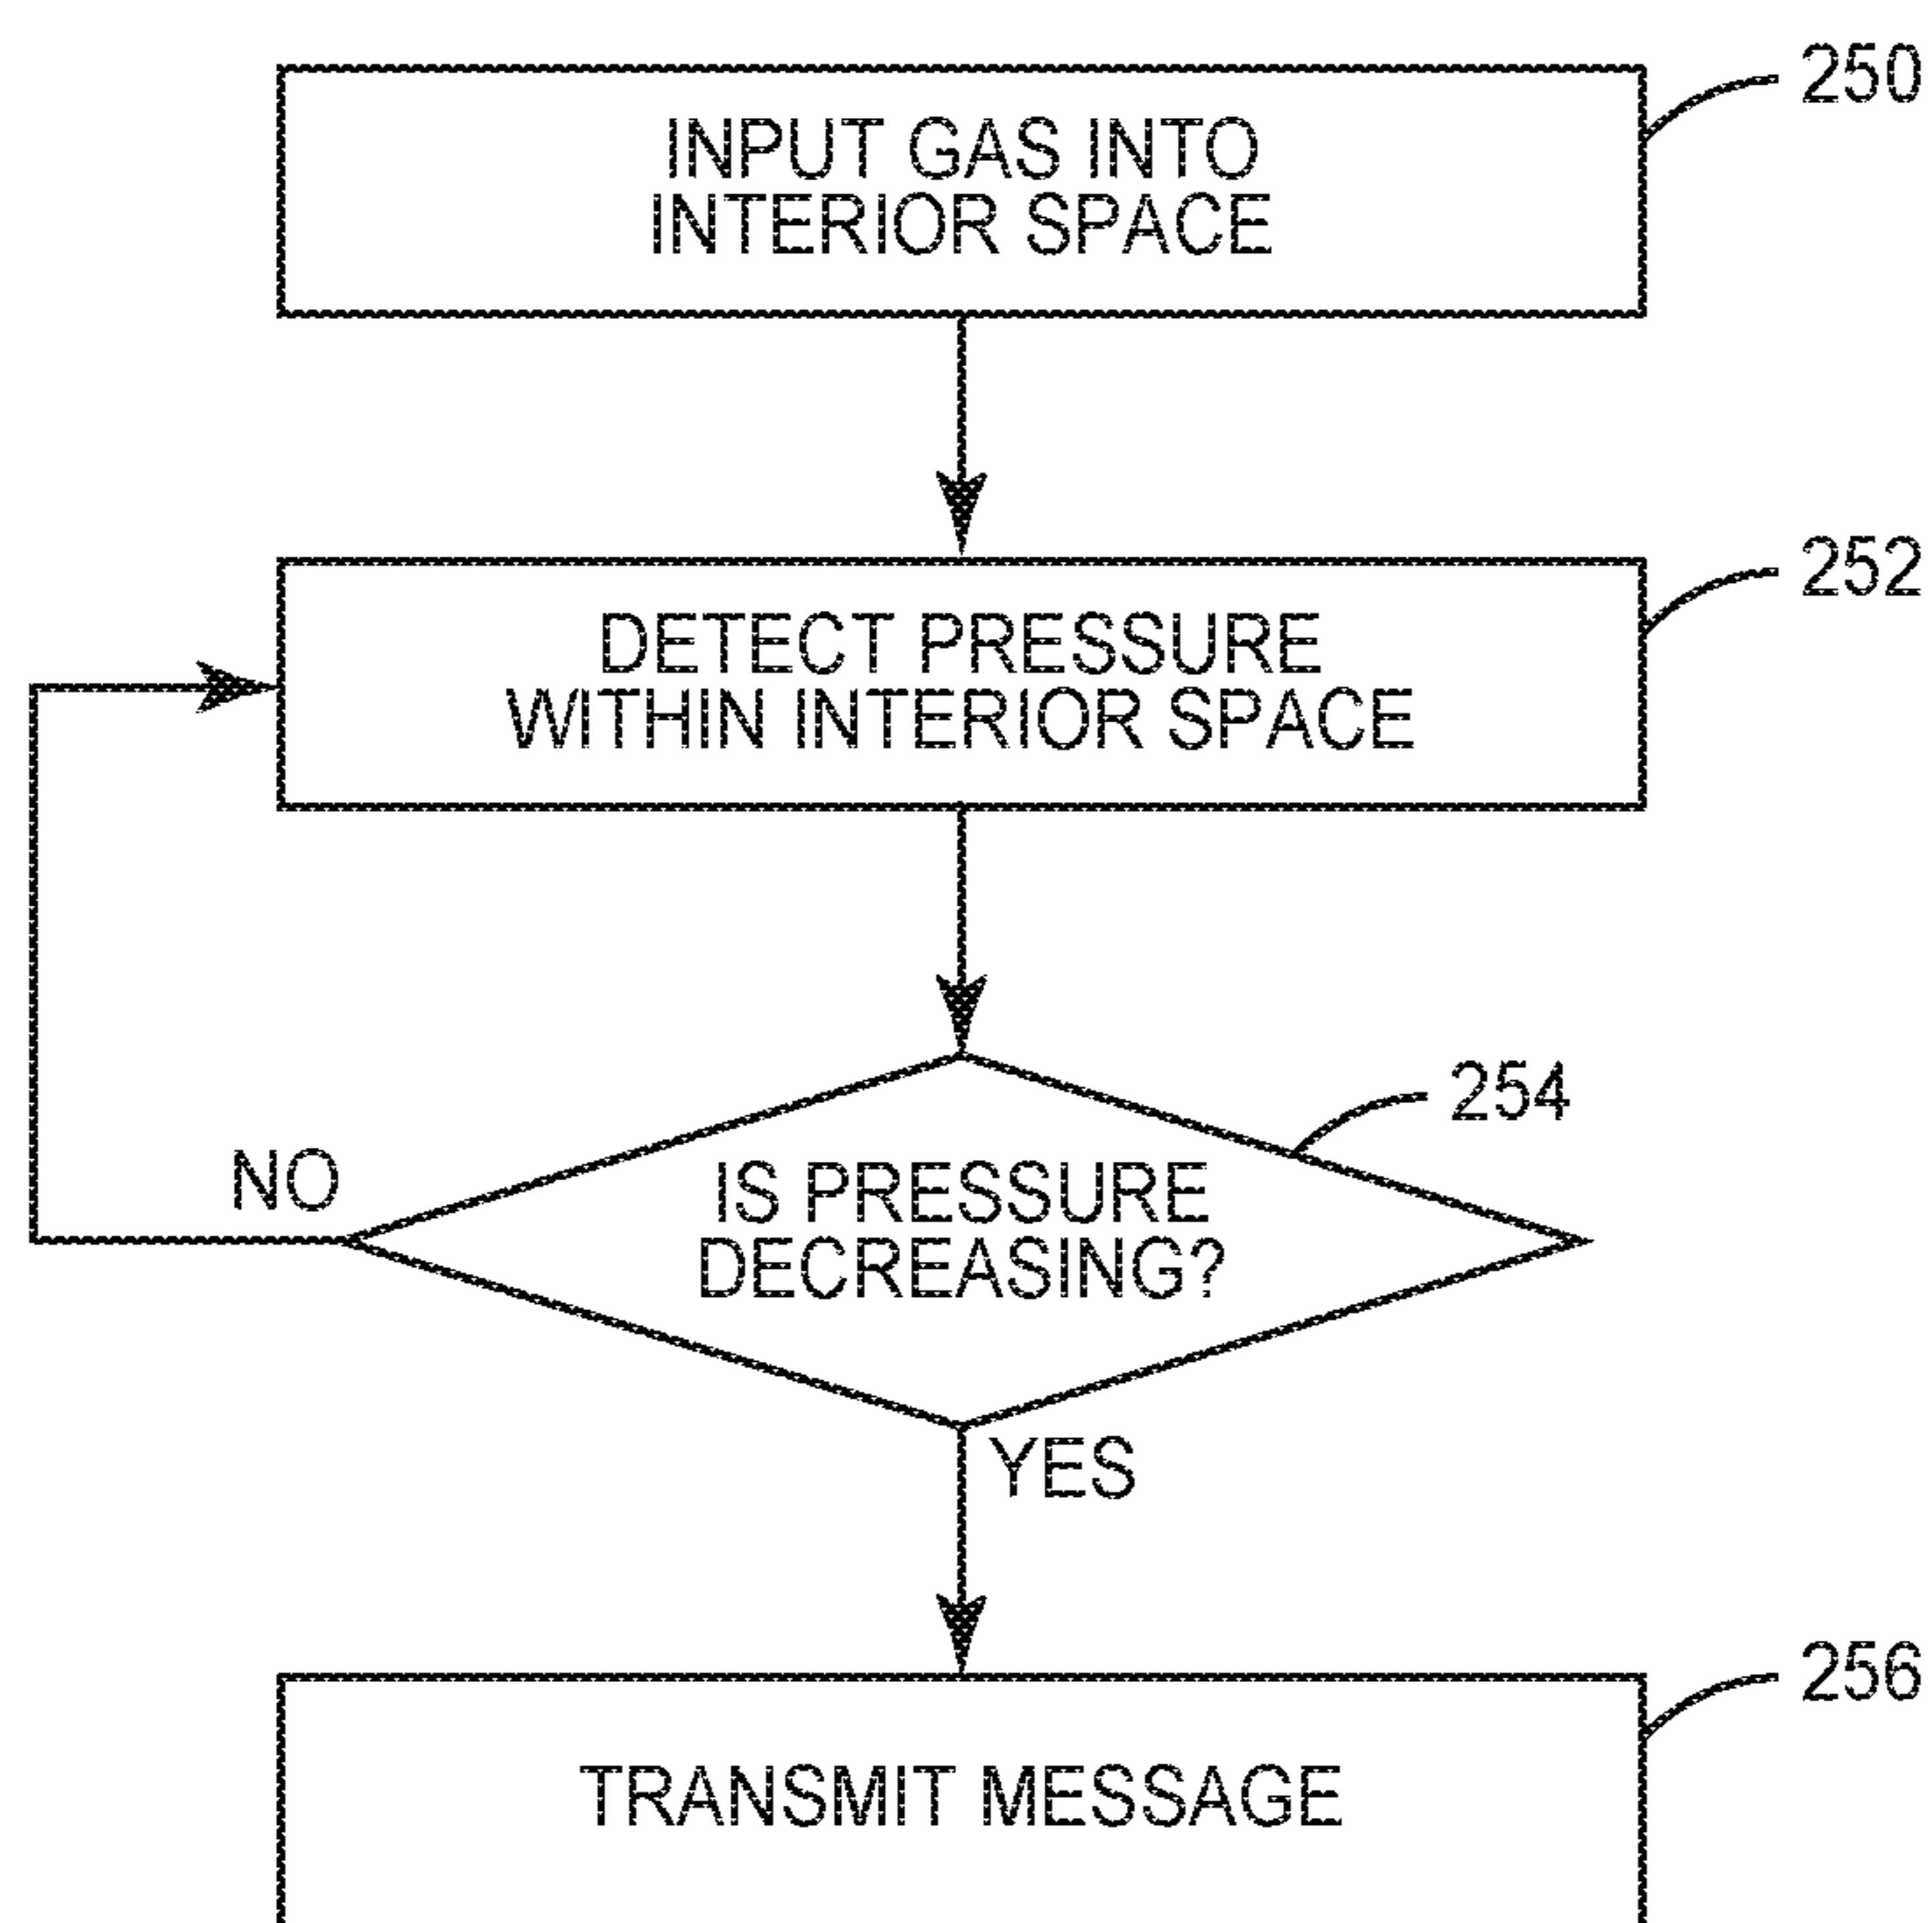 250
INPUT GAS INTO
INTERIOR SPACE
252
DETECT PRESSURE
WITHIN INTERIOR SPACE
254
NO
IS PRESSURE
DECREASING?
YES
256
TRANSMIT MESSAGE